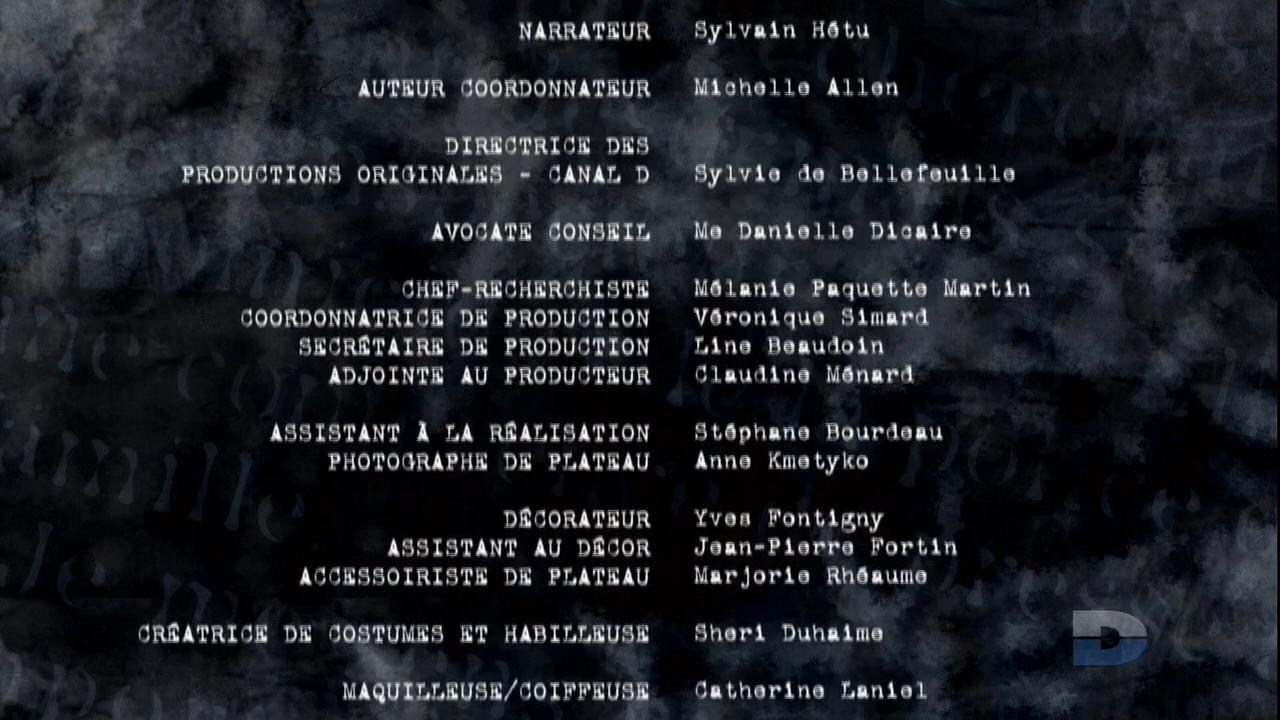 NARRATEUR Sylvain Hétu
AUTEUR COORDONNATEUR Michelle Allen
DIRECTRICE DES
PRODUCTIONS ORIGINALES - CANAL D Sylvie de Bellefeuille
AVOCATE CONSEIL Me Danielle Dicaire
CHEF-RECHERCHISTE Mélanie Paquette Martin
COORDONNATRICE DE PRODUCTION Véronique Simard
SECRÉTAIRE DE PRODUCTION Line Beaudoin
ADJOINTE AU PRODUCTEUR Claudine Ménard
ASSISTANT À LA RÉALISATION Stéphane Bourdeau
PHOTOGRAPHE DE PLATEAU Anne Kmetyko
DÉCORATEUR Yves Fontigny
ASSISTANT AU DÉCOR Jean-Pierre Fortin
ACCESSOIRISTE DE PLATEAU Marjorie Rhéaume
CRÉATRICE DE COSTUMES ET HABILLEUSE Sheri Duhaime
D
MAQUILLEUSE/COIFFEUSE Catherine Laniel